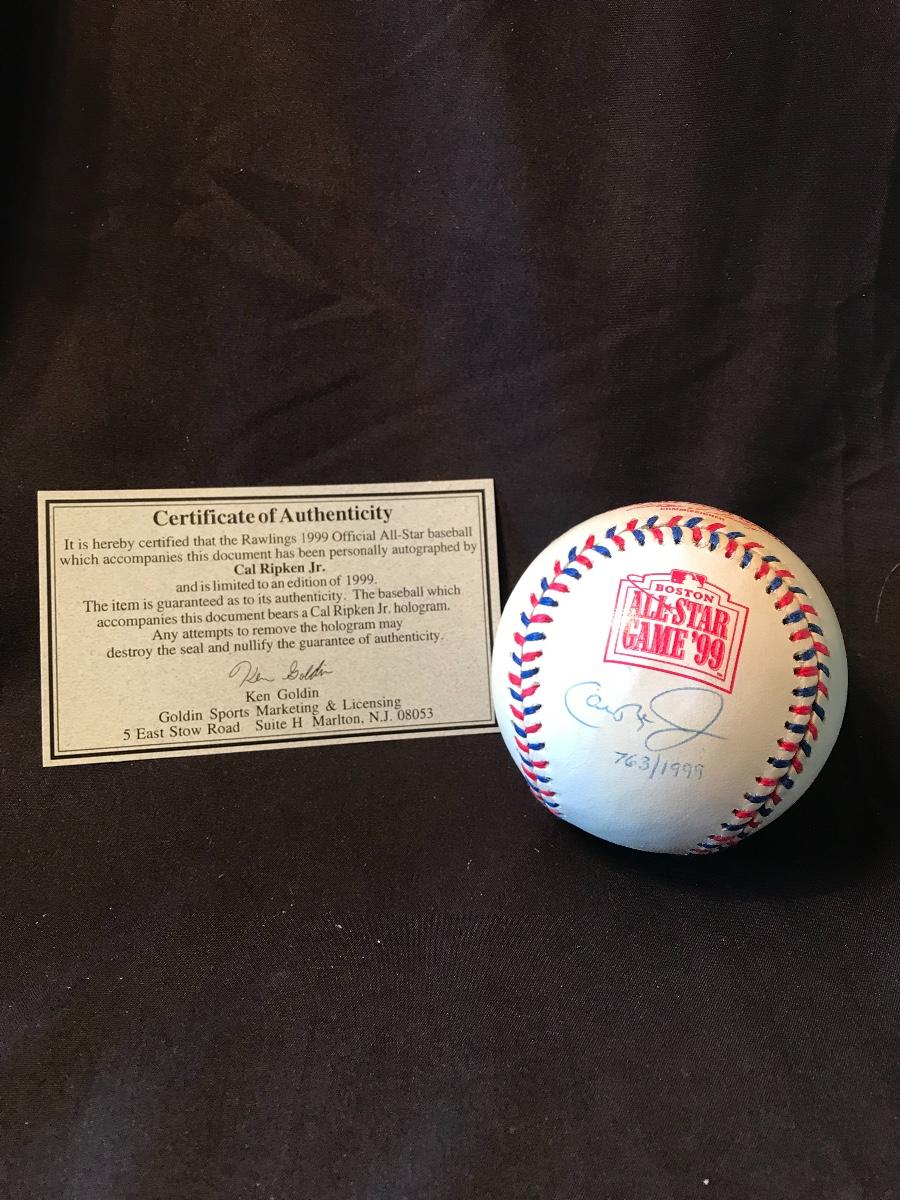 Certificate of Authenticity
It is hereby certified that the Rawlings 1999 Official All-Star baseball
which accompanies this document has been personally autographed by
Cal Ripken Jr.
and is limited to an edition of 1999.
The item is guaranteed as to its authenticity. The baseball which
accompanies this document bears a Cal Ripken Jr. hologram.
Any attempts to remove the hologram may
destroy the seal and nullify the guarantee of authenticity.
Ken Goldin
Ken Goldin
Goldin Sports Marketing & Licensing
5 East Stow Road Suite H Marlton, N.J. 08053
COMMISSIONER
BOSTON
ALL★STAR
GAME '99
TM
763/1999